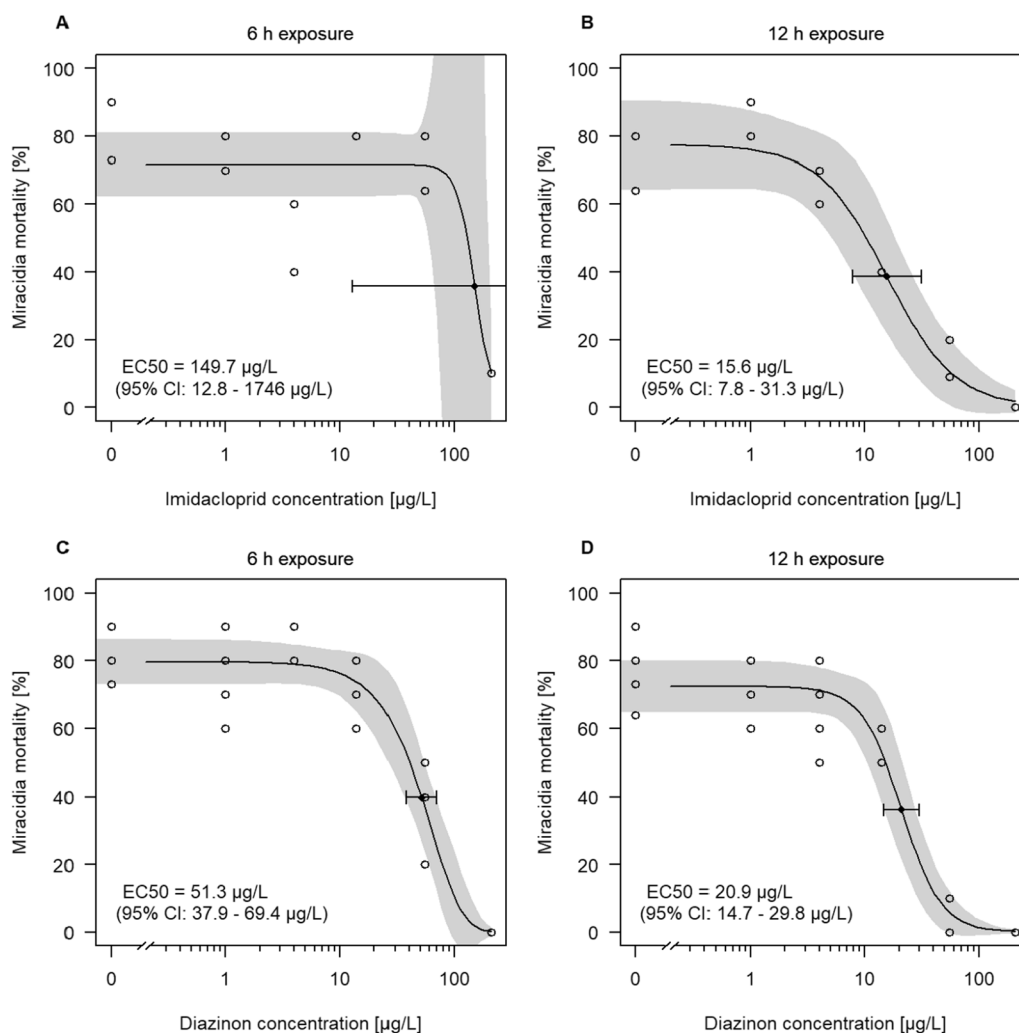 A
6 h exposure
Miracidia mortality [%]
100
80
60
40
20
0
EC50 = 149.7 µg/L
(95% CI: 12.8 - 1746 µg/L)
0 1 10 100
Imidacloprid concentration [µg/L]
B
12 h exposure
Miracidia mortality [%]
100
80
60
40
20
0
EC50 = 15.6 µg/L
(95% CI: 7.8 - 31.3 µg/L)
0 1 10 100
Imidacloprid concentration [µg/L]
C
6 h exposure
Miracidia mortality [%]
100
80
60
40
20
0
EC50 = 51.3 µg/L
(95% CI: 37.9 - 69.4 µg/L)
0 1 10 100
Diazinon concentration [µg/L]
D
12 h exposure
Miracidia mortality [%]
100
80
60
40
20
0
EC50 = 20.9 µg/L
(95% CI: 14.7 - 29.8 µg/L)
0 1 10 100
Diazinon concentration [µg/L]